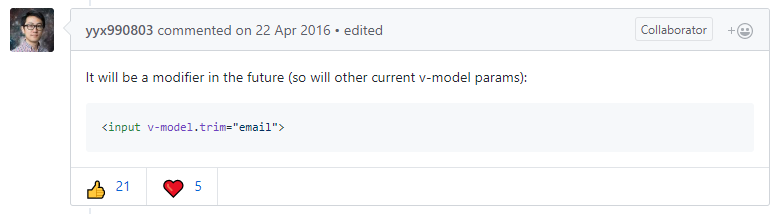 yyx990803 commented on 22 Apr 2016 • edited
Collaborator
+
It will be a modifier in the future (so will other current v-model params):
<input v-model.trim="email">
21
5